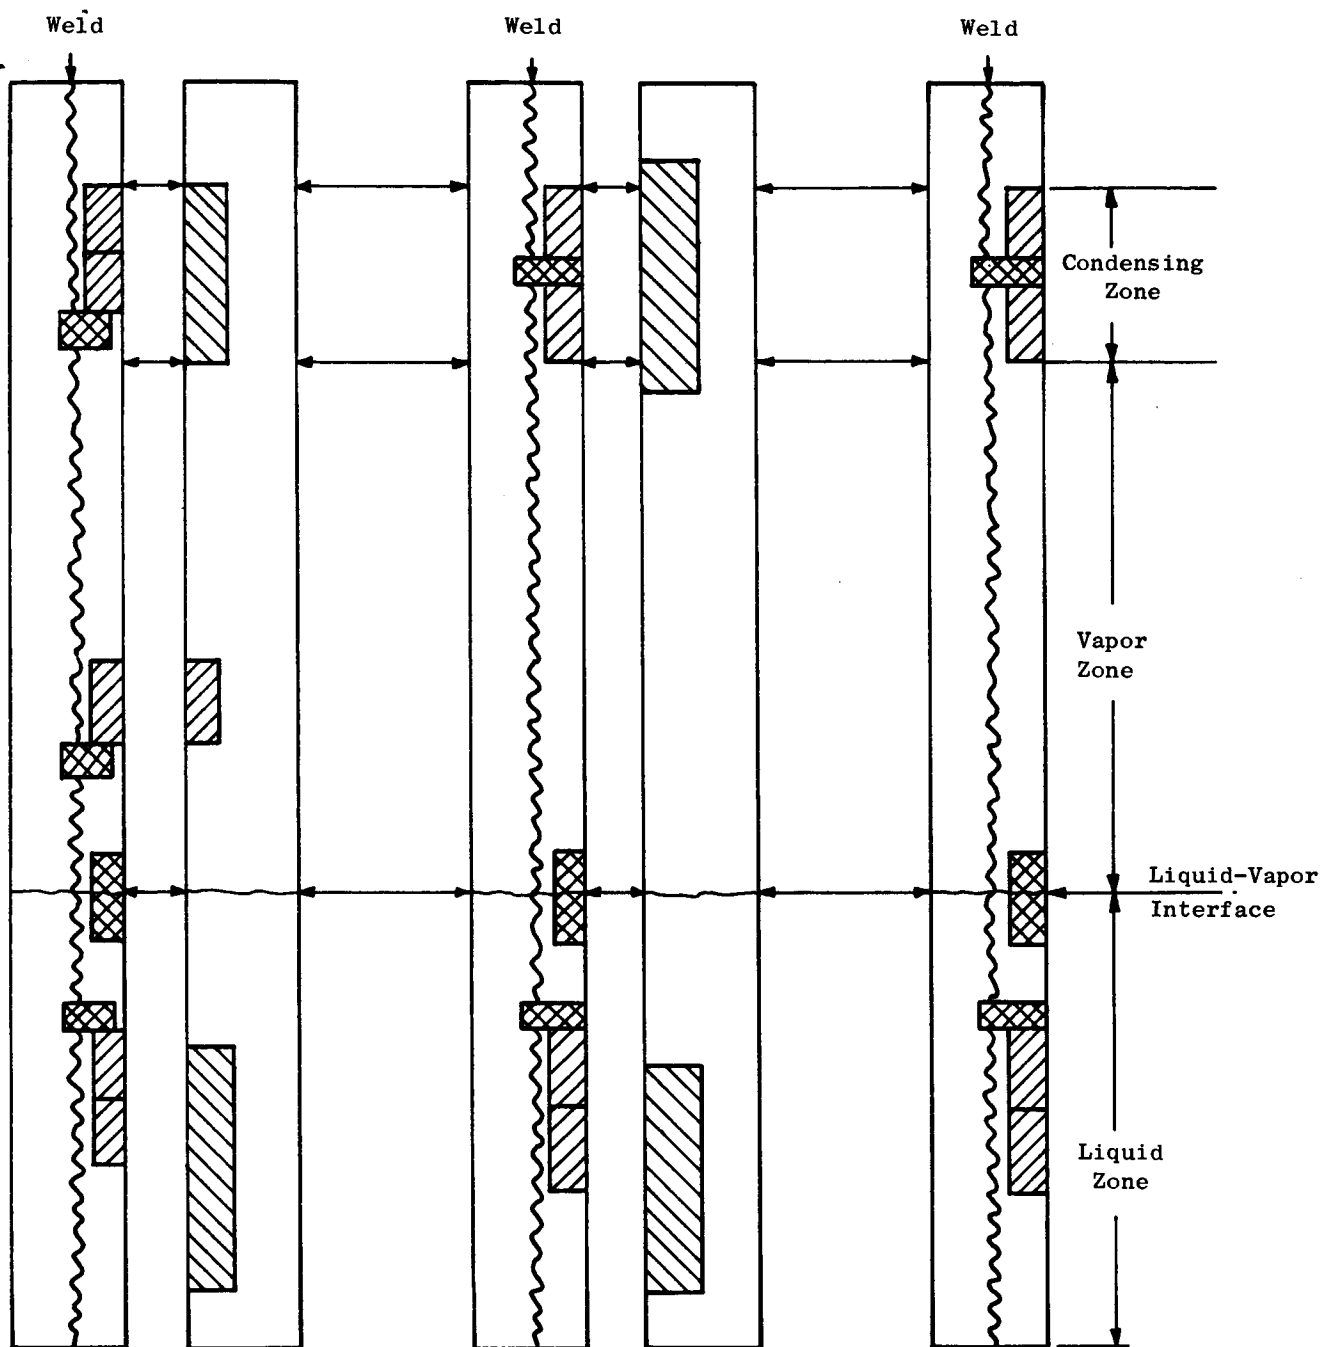 Weld
Weld
Weld
Condensing
Zone
Vapor
Zone
Liquid-Vapor
Interface
Liquid
Zone